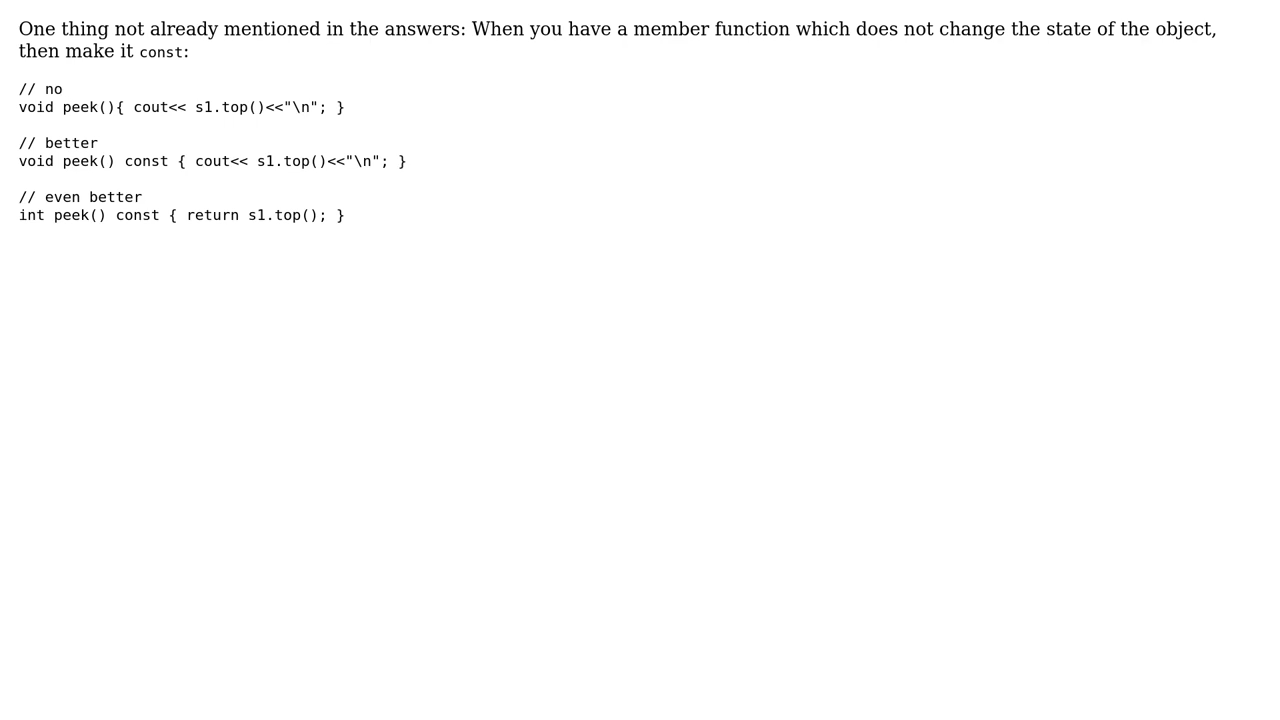 One thing not already mentioned in the answers: When you have a member function which does not change the state of the object,
then make it const:
// no
void peek(){ cout<< s1.top()<<"\n"; }
// better
void peek() const { cout<< s1.top()<<"\n"; }
// even better
int peek() const { return s1.top(); }